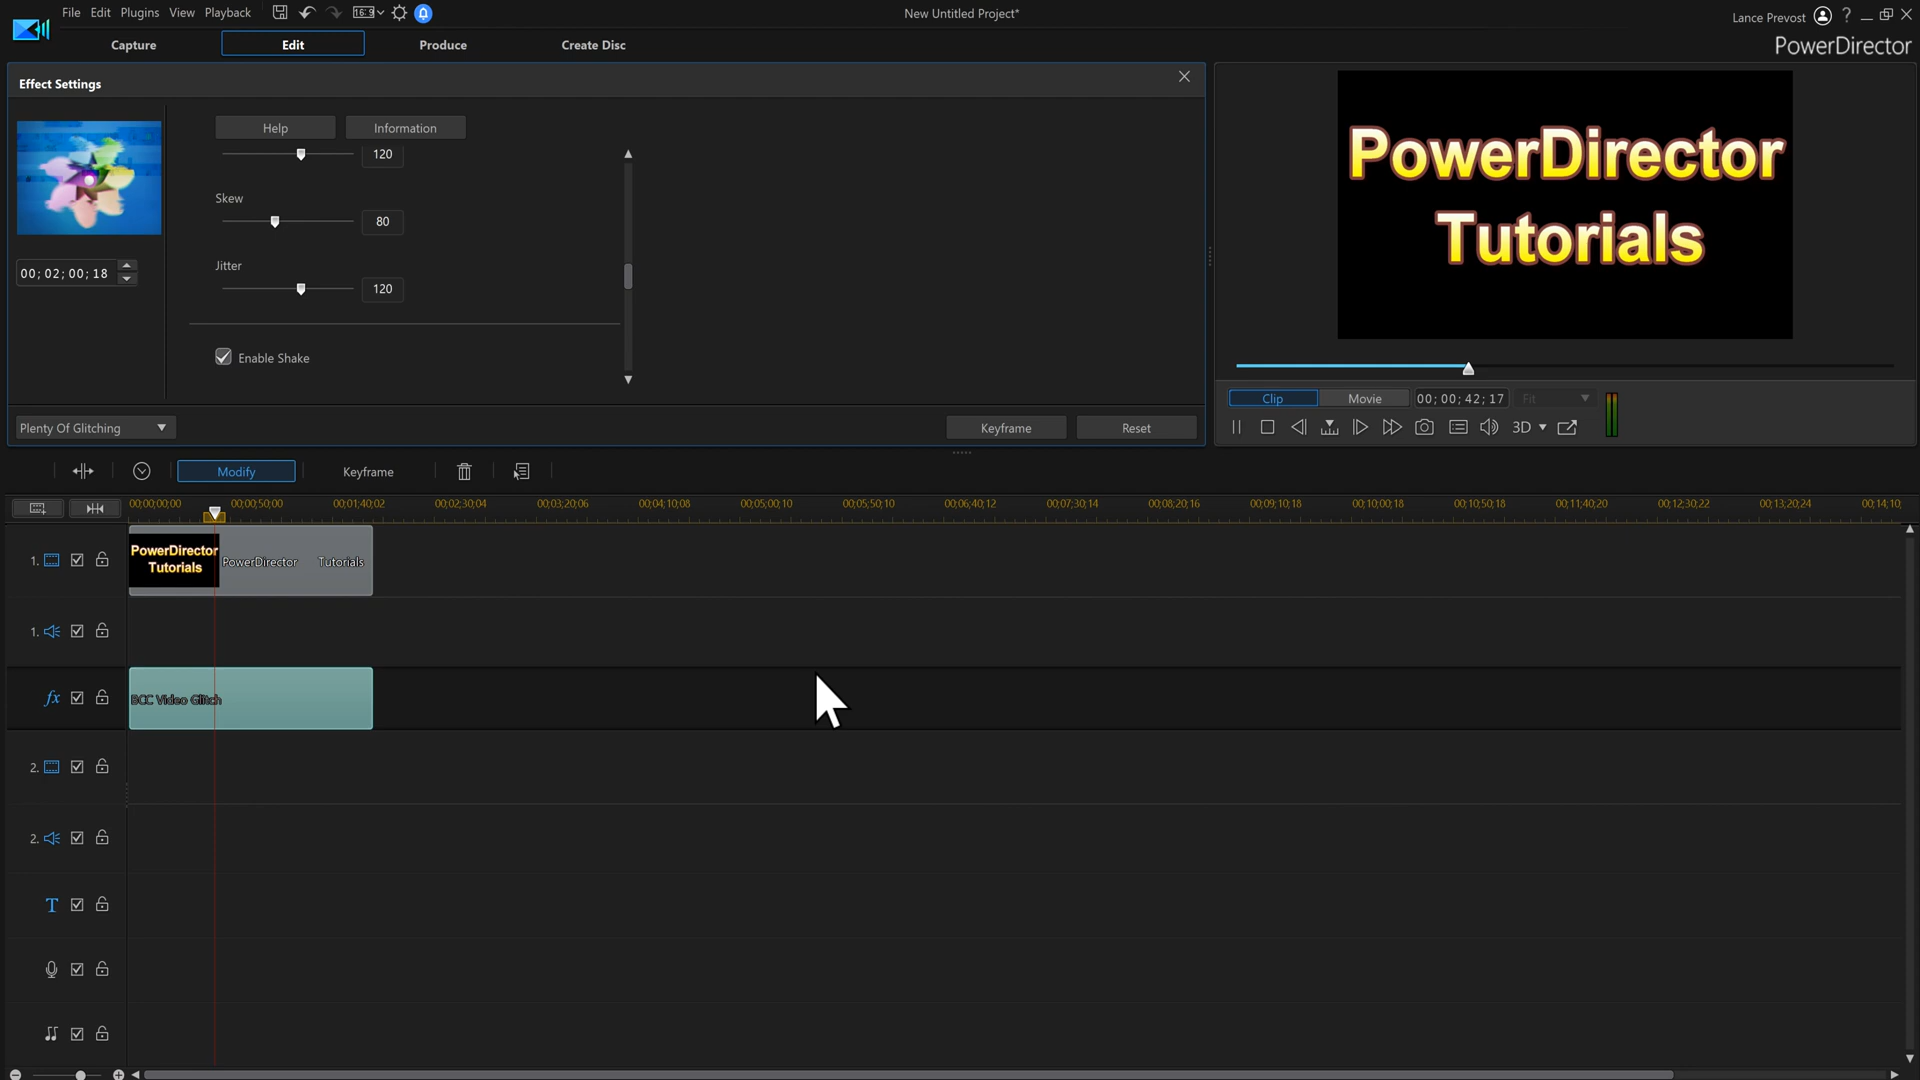 File Edit Plugins View Playback 16:9 New Untitled Project* Lance Prevost ?
Capture Edit Produce Create Disc PowerDirector
Effect Settings
Help Information
120
Skew
80
00; 02; 00; 18
Jitter
120
Enable Shake
Plenty Of Glitching Keyframe Reset
PowerDirector
Tutorials
Clip Movie 00; 00; 42; 17 Fit
3D
Modify Keyframe
00;00;00;00 00;00;50;00 00;01;40;02 00;02;30;04 00;03;20;06 00;04;10;08 00;05;00;10 00;05;50;10 00;06;40;12 00;07;30;14 00;08;20;16 00;09;10;18 00;10;00;18 00;10;50;18 00;11;40;20 00;12;30;22 00;13;20;24 00;14;10;
1. PowerDirector
Tutorials
PowerDirector Tutorials
1.
fx BCC Video Glitch
2.
2.
T